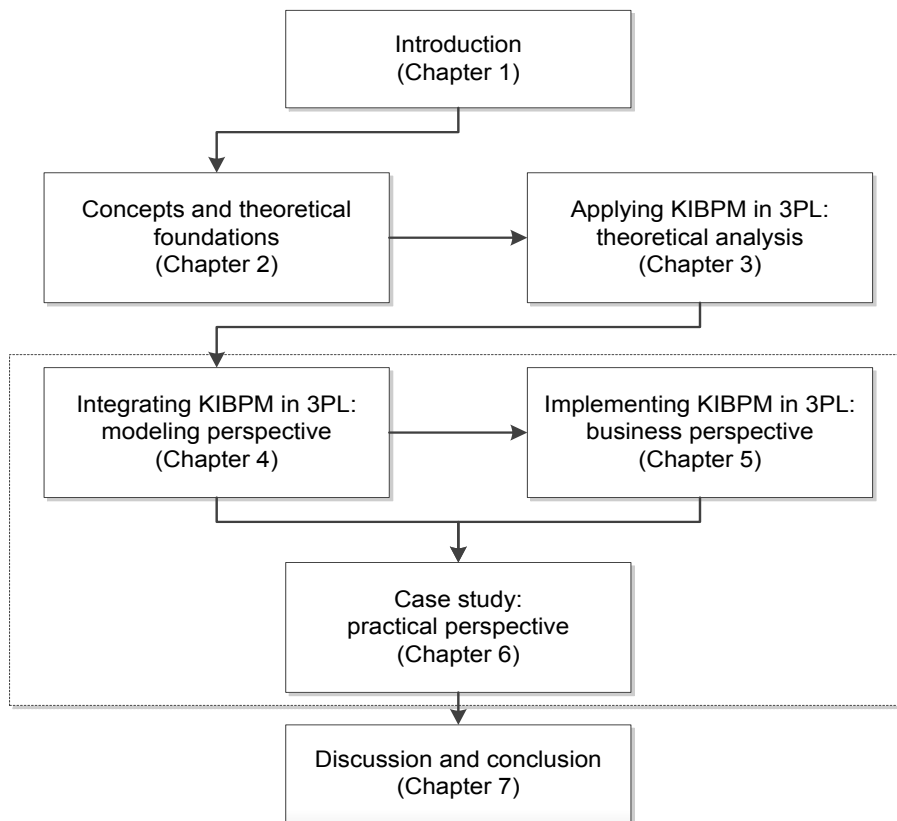 Introduction
(Chapter 1)
Concepts and theoretical
foundations
(Chapter 2)
Applying KIBPM in 3PL:
theoretical analysis
(Chapter 3)
Integrating KIBPM in 3PL:
modeling perspective
(Chapter 4)
Implementing KIBPM in 3PL:
business perspective
(Chapter 5)
Case study:
practical perspective
(Chapter 6)
Discussion and conclusion
(Chapter 7)